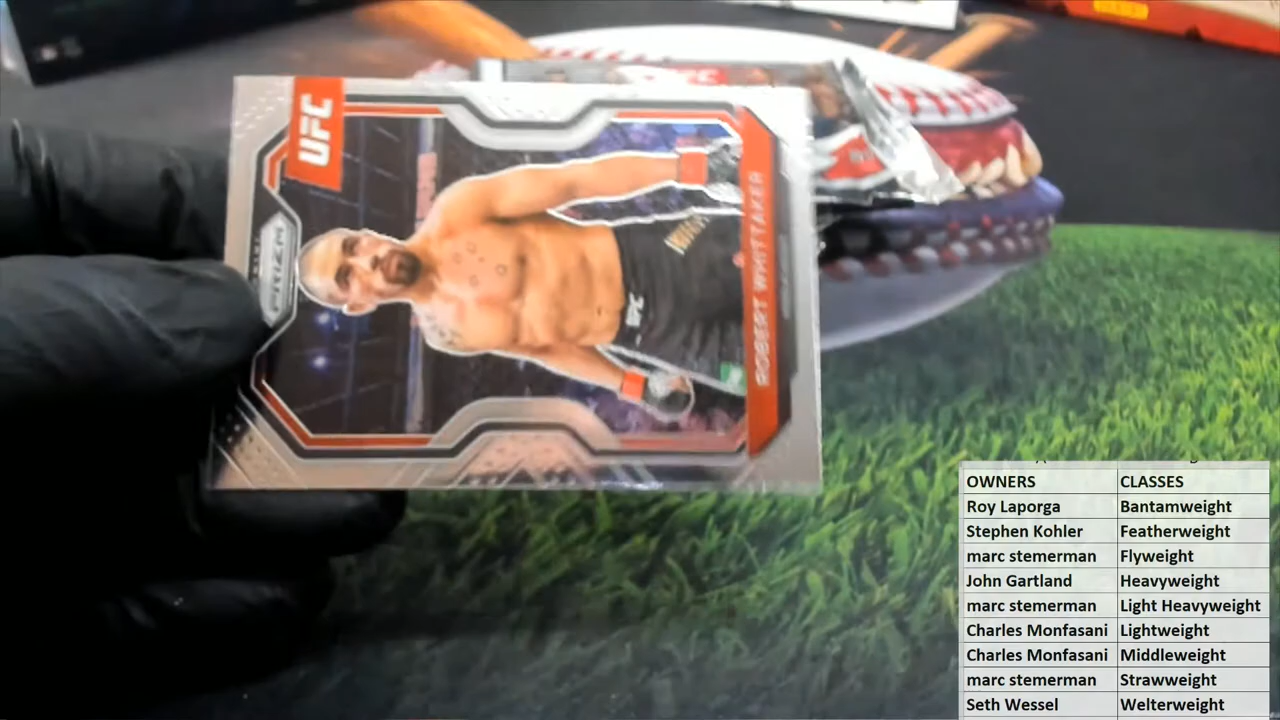 UFC
PRIZM
ROBERT WHITTAKER
UFC
OWNERS CLASSES
Roy Laporga Bantamweight
Stephen Kohler Featherweight
marc stemerman Flyweight
John Gartland Heavyweight
marc stemerman Light Heavyweight
Charles Monfasani Lightweight
Charles Monfasani Middleweight
marc stemerman Strawweight
Seth Wessel Welterweight